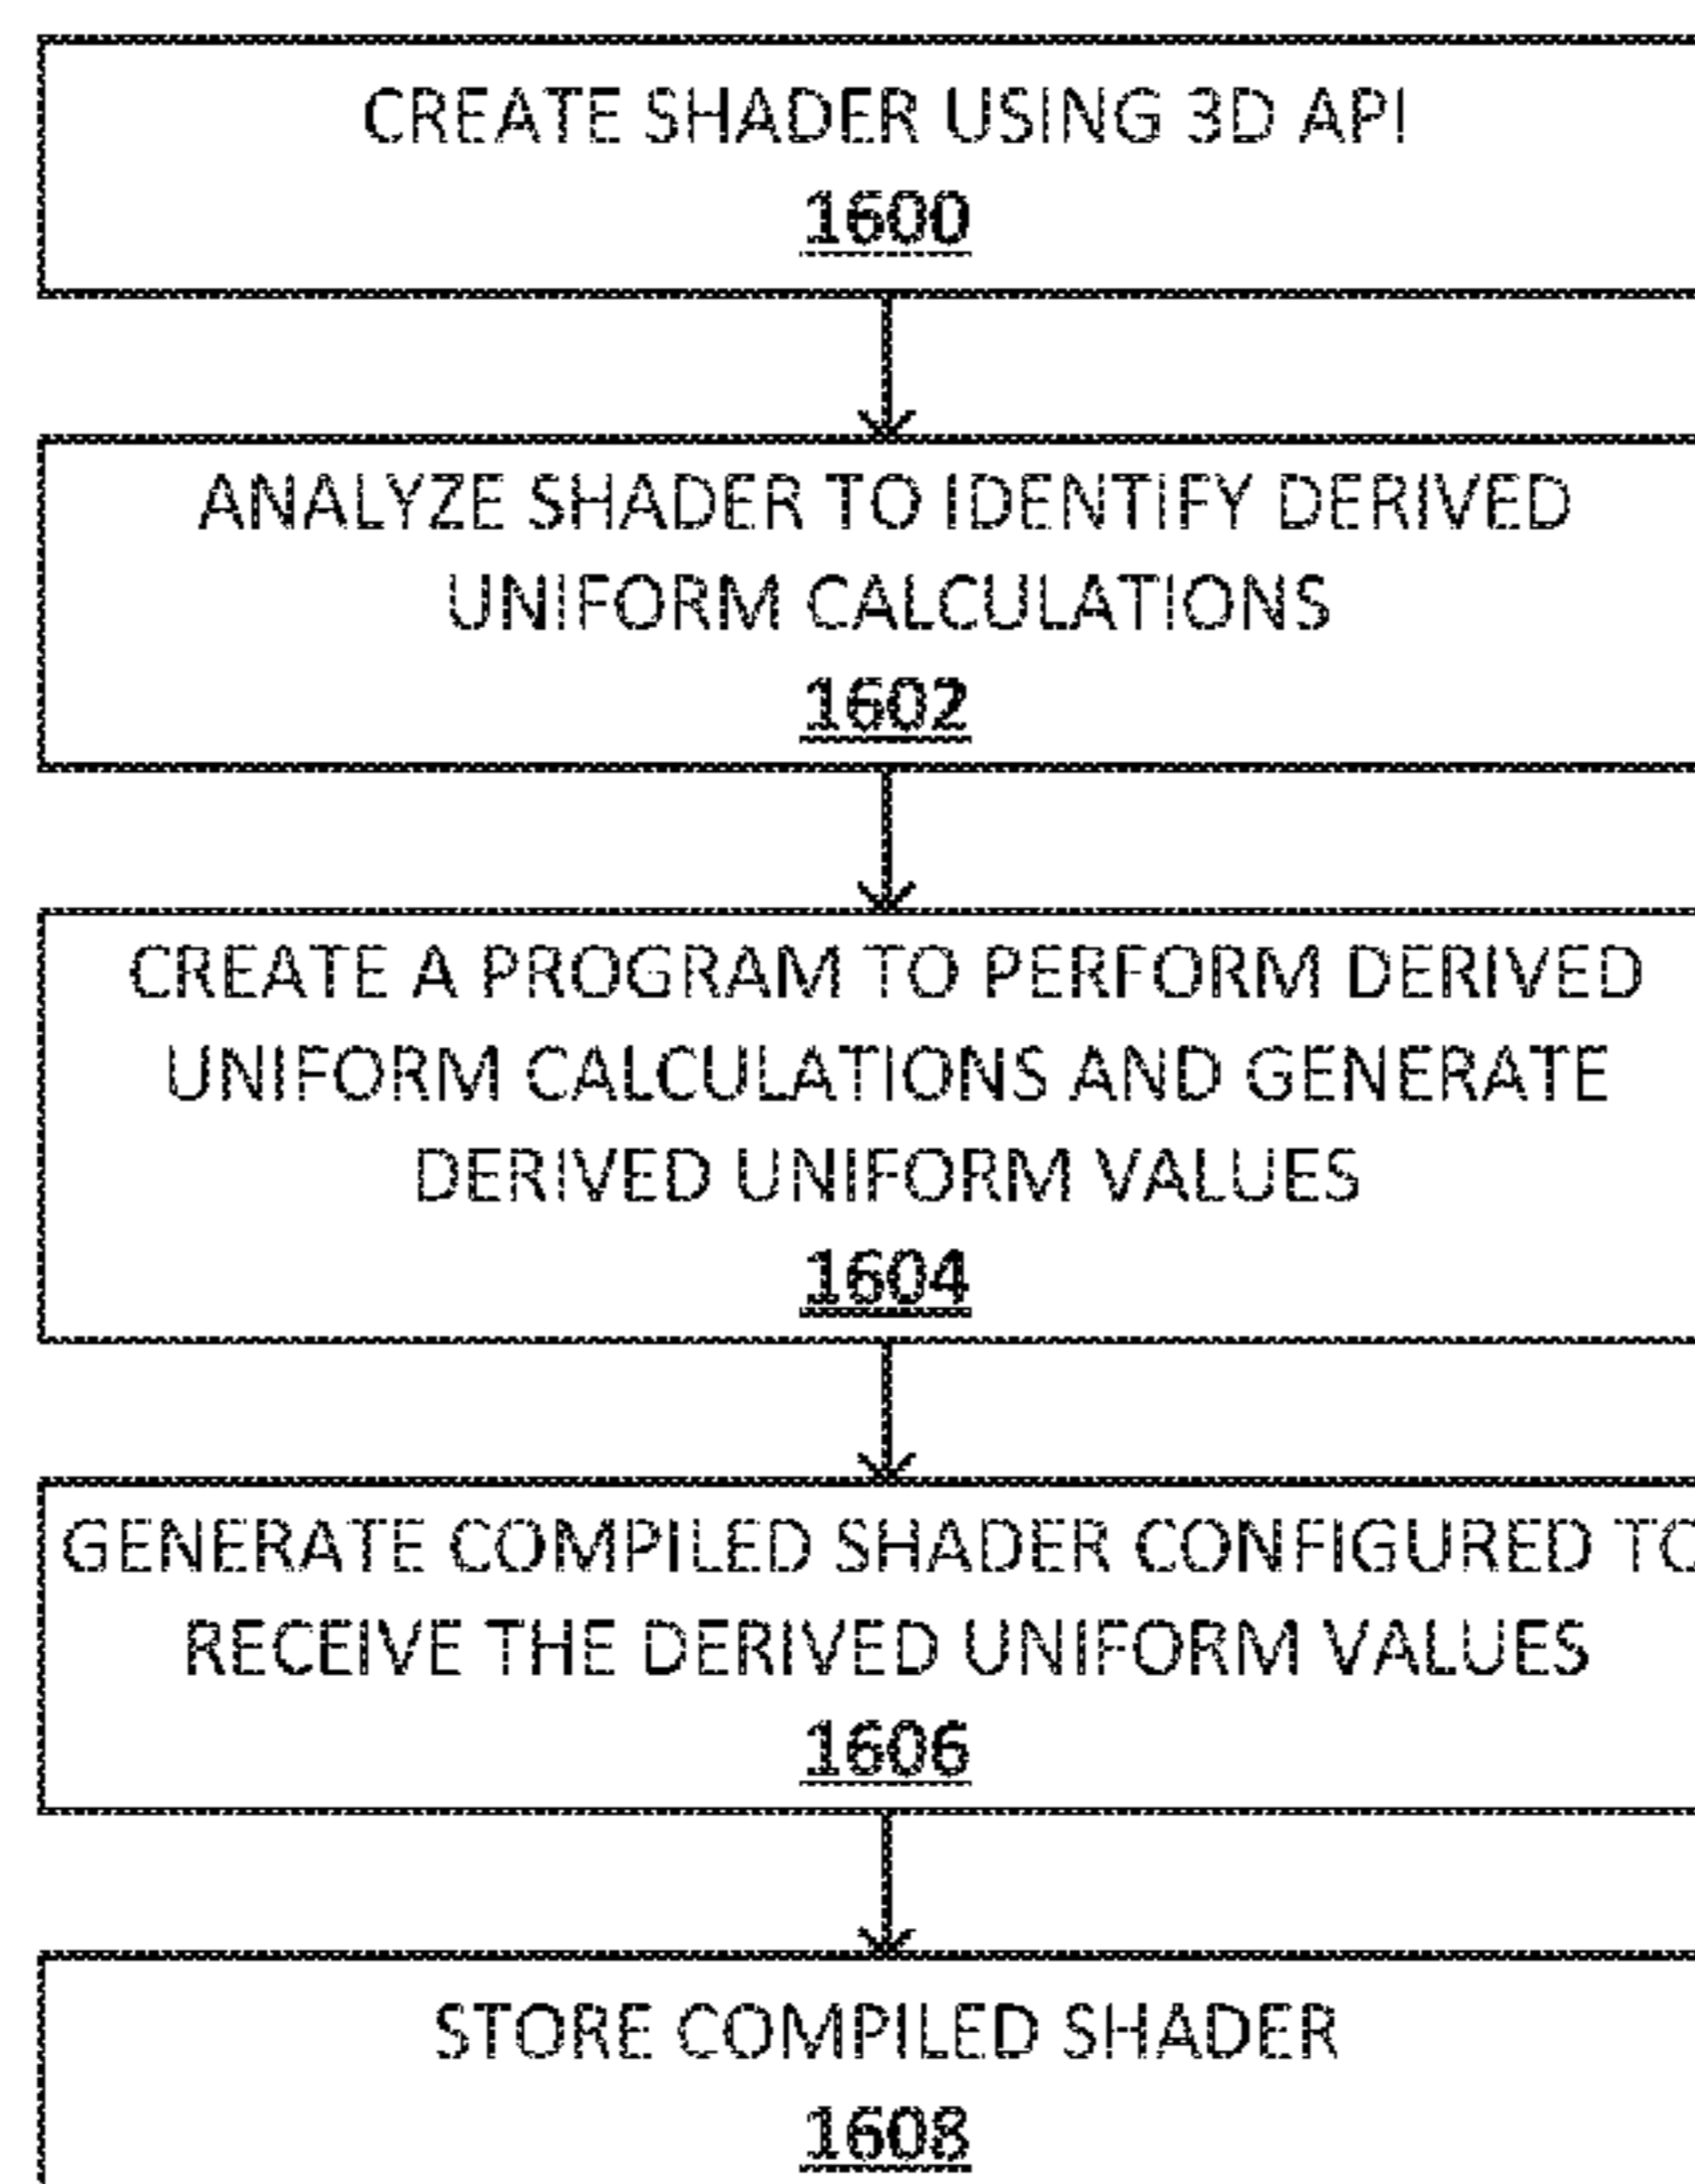 CREATE SHADER USING 3D API
1600
ANALYZE SHADER TO IDENTIFY DERIVED
UNIFORM CALCULATIONS
1602
CREATE A PROGRAM TO PERFORM DERIVED
UNIFORM CALCULATIONS AND GENERATE
DERIVED UNIFORM VALUES
1604
GENERATE COMPILED SHADER CONFIGURED TO
RECEIVE THE DERIVED UNIFORM VALUES
1606
STORE COMPILED SHADER
1608